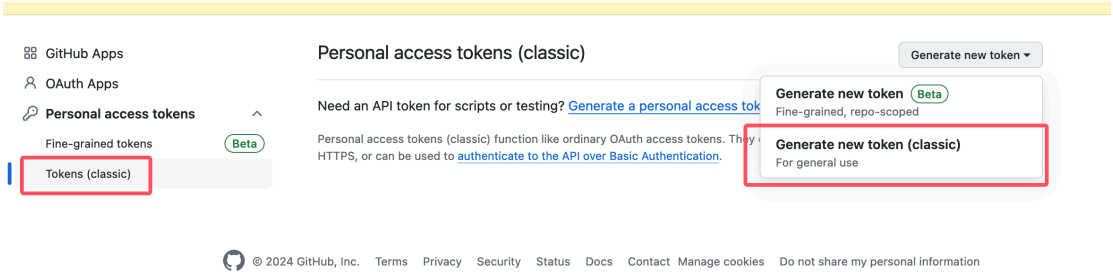 GitHub Apps
OAuth Apps
Personal access tokens
Fine-grained tokens Beta
Tokens (classic)
Personal access tokens (classic)
Generate new token
Need an API token for scripts or testing? Generate a personal access
Personal access tokens (classic) function like ordinary OAuth access tokens. They
HTTPS, or can be used to authenticate to the API over Basic Authentication.
Generate new token Beta
Fine-grained, repo-scoped
Generate new token (classic)
For general use
© 2024 GitHub, Inc. Terms Privacy Security Status Docs Contact Manage cookies Do not share my personal information